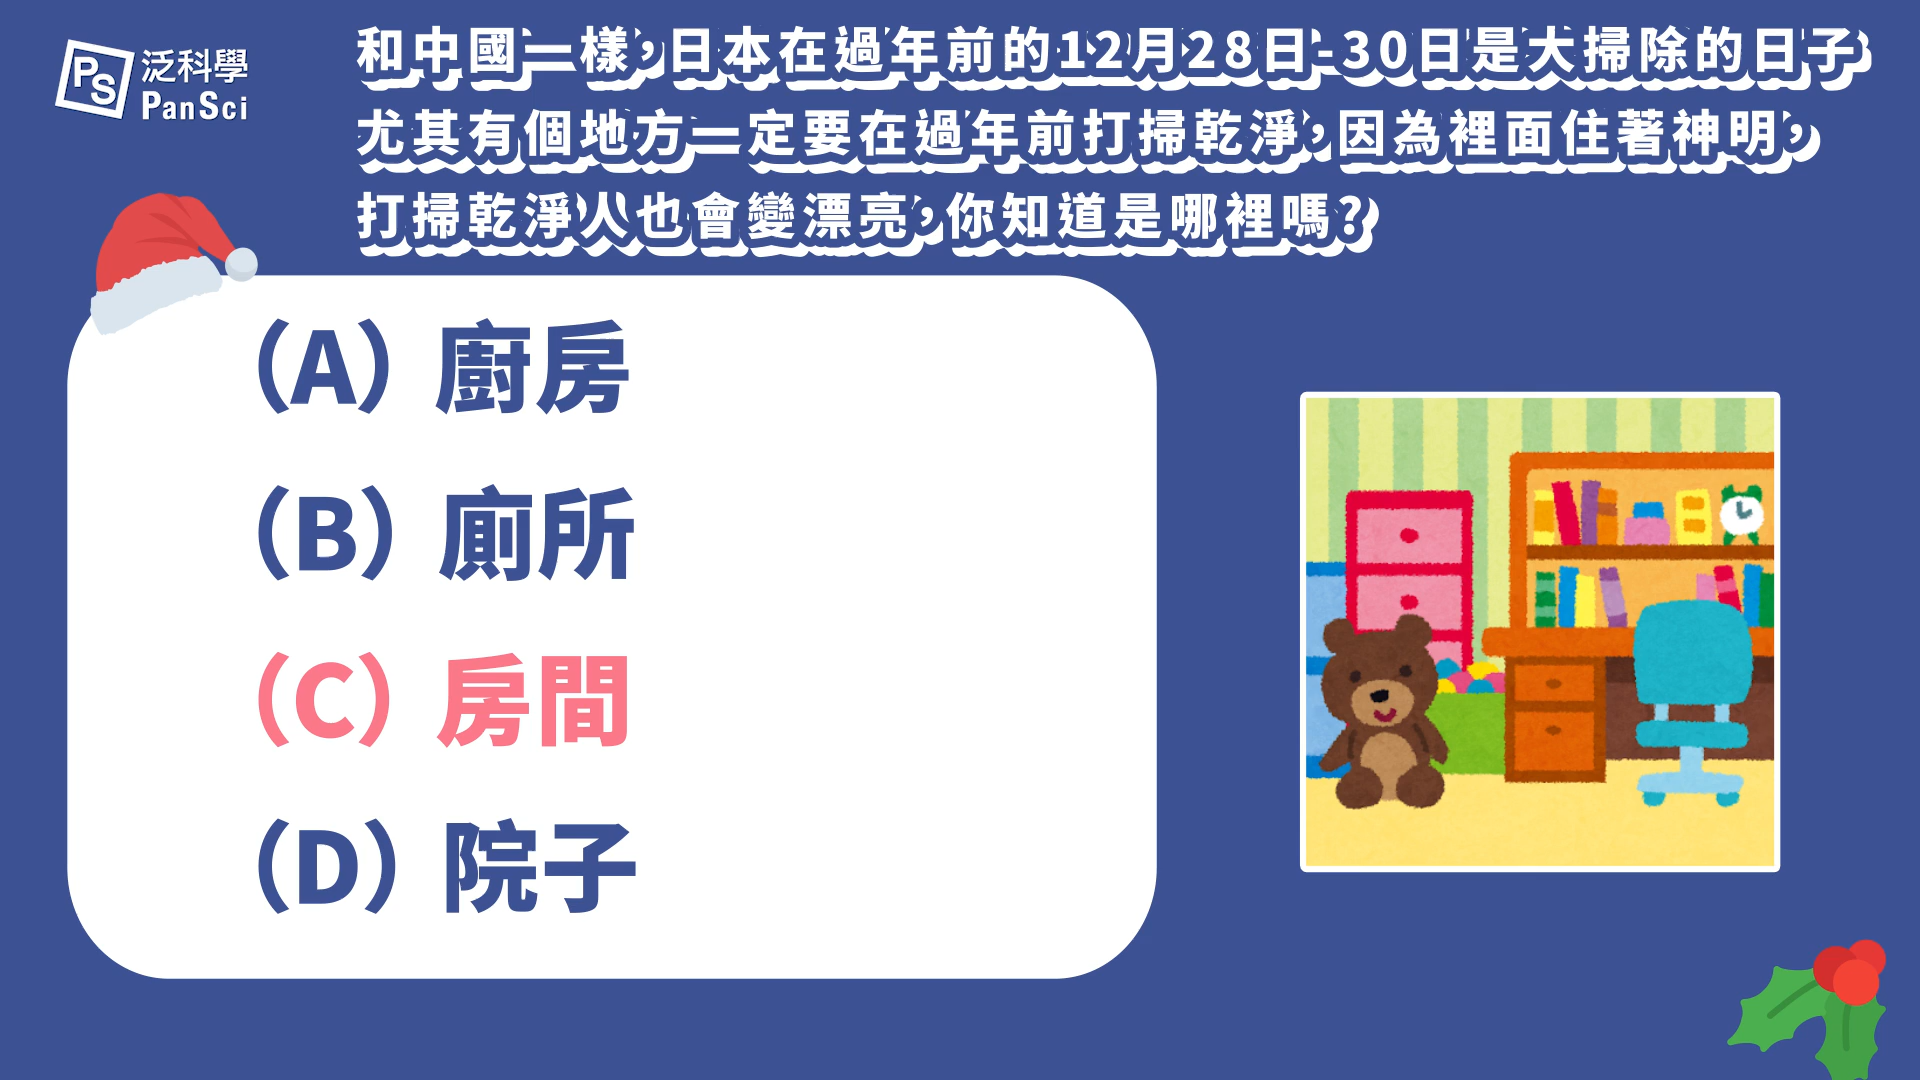 PS
泛科學
PanSci
和中國一樣,日本在過年前的12月28日-30日是大掃除的日子
尤其有個地方一定要在過年前打掃乾淨,因為裡面住著神明,
打掃乾淨人也會變漂亮,你知道是哪裡嗎?
(A) 廚房
(B) 廁所
(C) 房間
(D) 院子